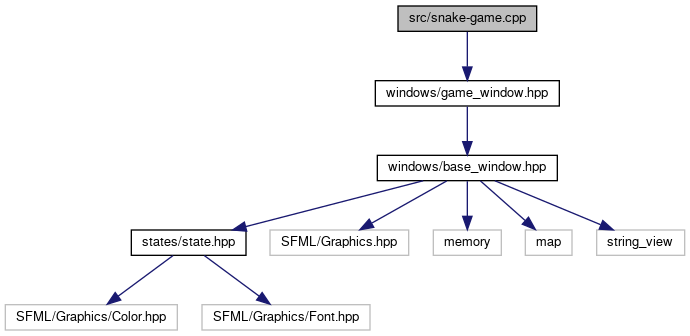 src/snake-game.cpp
windows/game_window.hpp
windows/base_window.hpp
states/state.hpp
SFML/Graphics.hpp
memory
map
string_view
SFML/Graphics/Color.hpp
SFML/Graphics/Font.hpp